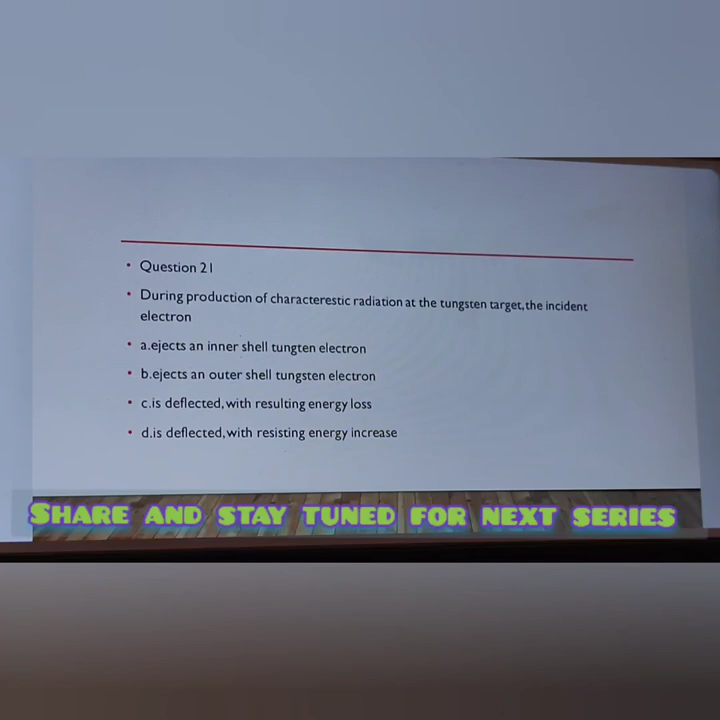 • Question 21
• During production of characterestic radiation at the tungsten target,the incident
electron
• a.ejects an inner shell tungten electron
• b.ejects an outer shell tungsten electron
• c.is deflected,with resulting energy loss
• d.is deflected,with resisting energy increase
SHARE AND STAY TUNED FOR NEXT SERIES